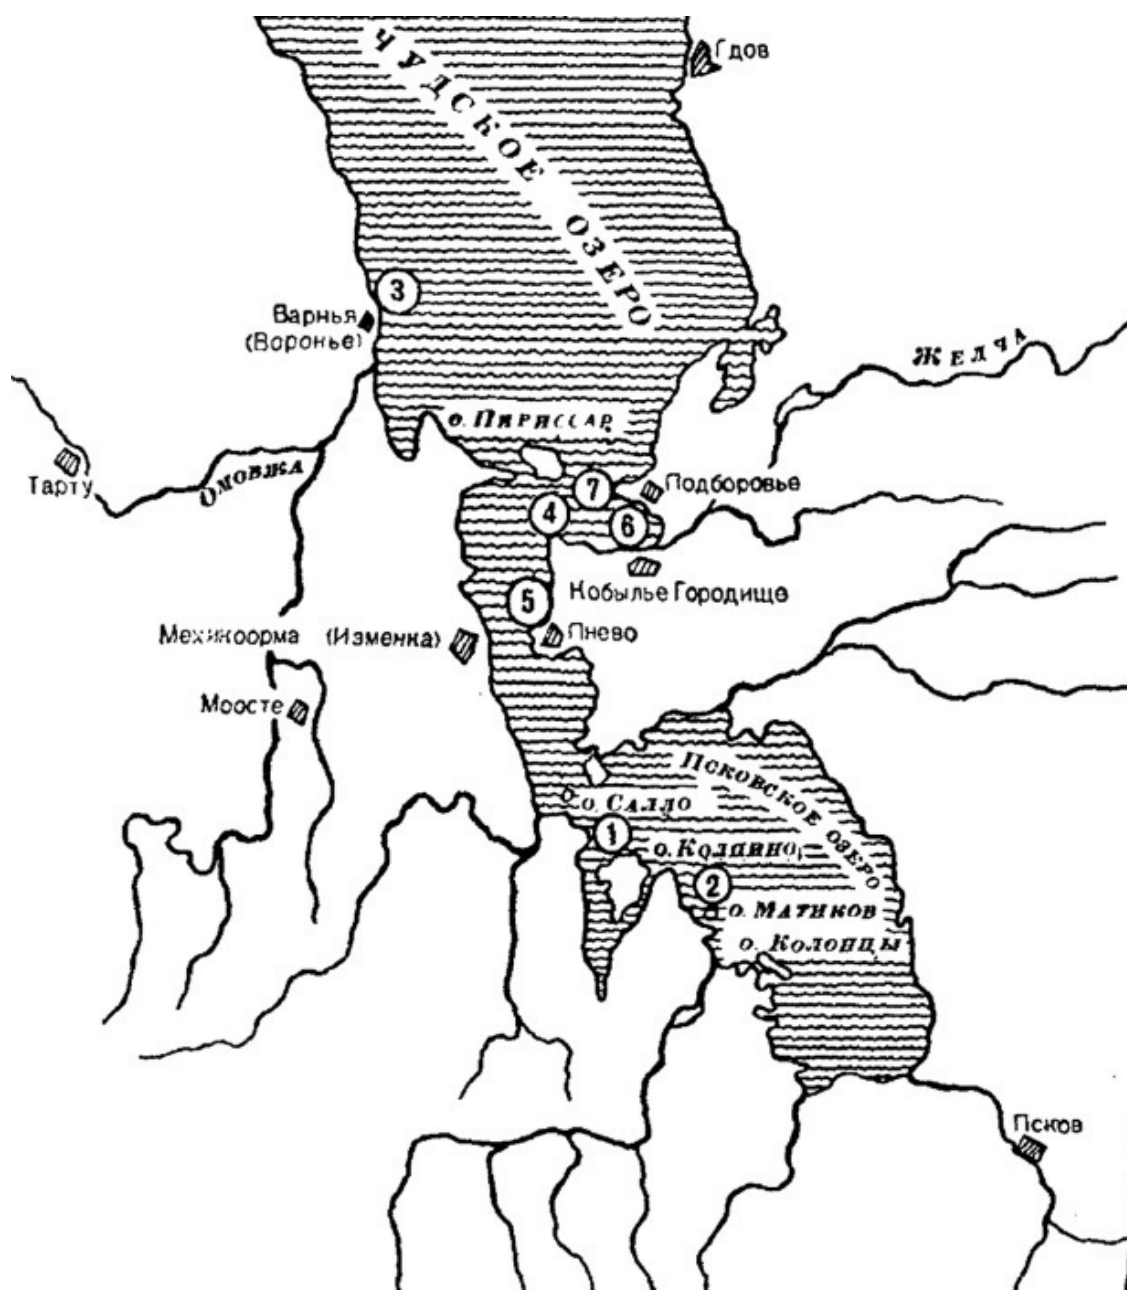 Гдов
ЧУДСКОЕ ОЗЕРО
3
Варнья
(Воронье)
ЖЕЛЧА
о. ПИРИССАР
Тарту
ОМОВЖА
7
Подборовье
4
6
5
Кобылье Городище
Мехикоорма (Изменка)
Пнево
Моосте
ПСКОВСКОЕ ОЗЕРО
о. САЛЛО
1
о. КОЛПИНО
2
о. МАТИКОВ
о. КОЛОНЦЫ
Псков